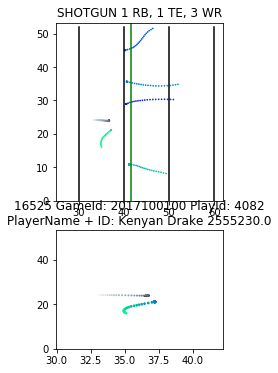 SHOTGUN 1 RB, 1 TE, 3 WR
50
40
30
20
10
0
30 40 50 60
16525 GameId: 2017100100 PlayId: 4082
PlayerName + ID: Kenyan Drake 2555230.0
40
20
0
30.0 32.5 35.0 37.5 40.0